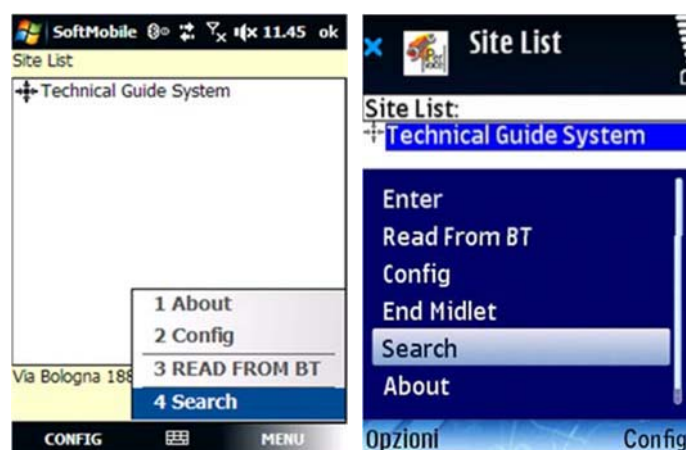 SoftMobile 11.45 ok
Site List
Technical Guide System
1 About
2 Config
3 READ FROM BT
Via Bologna 188
4 Search
CONFIG MENU
Site List
Site List:
Technical Guide System
Enter
Read From BT
Config
End Midlet
Search
About
Opzioni Config